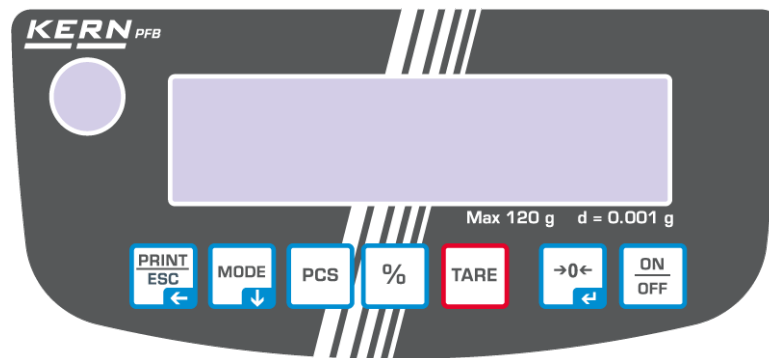 KERN PFB
Max 120 g d = 0.001 g
PRINT
ESC
MODE
PCS
%
TARE
→0←
ON
OFF